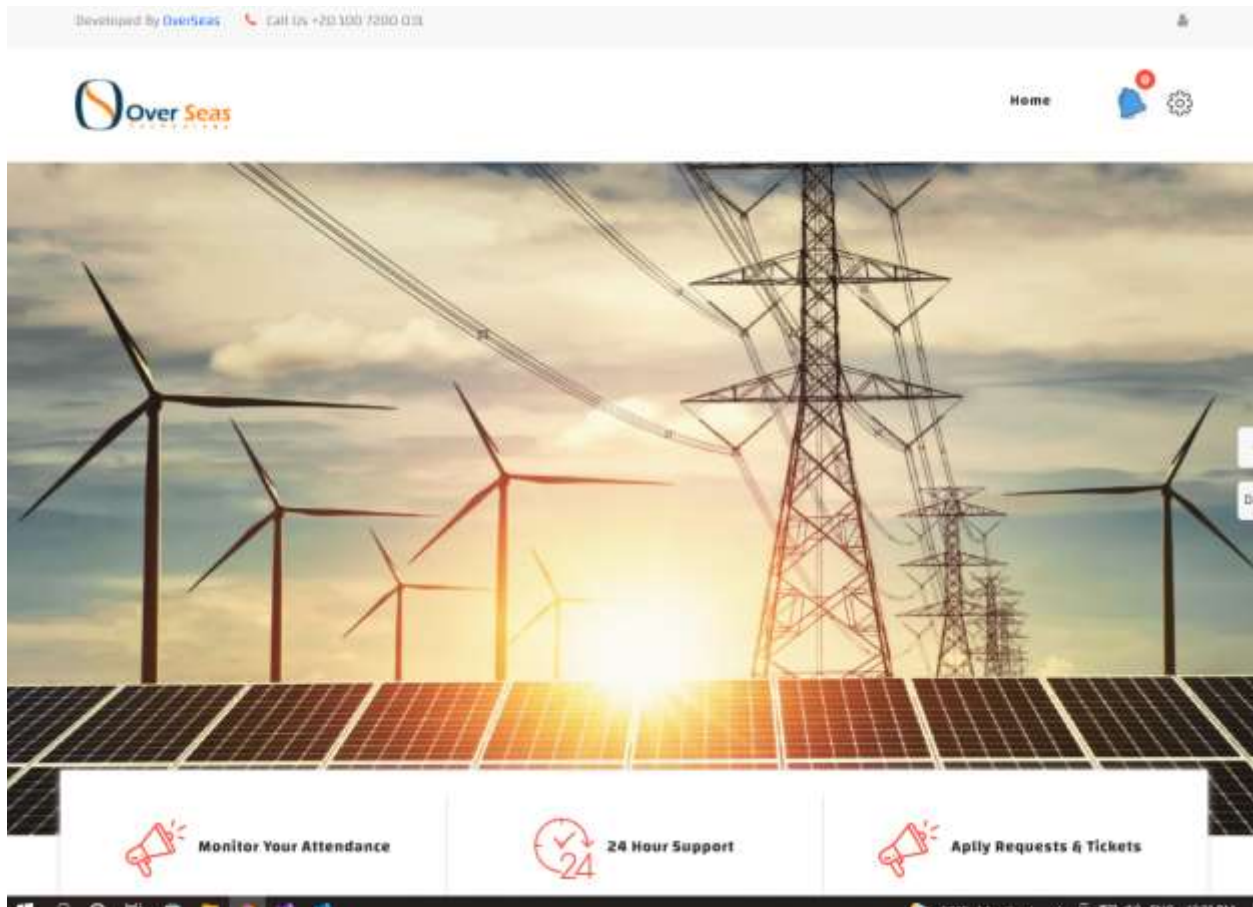 Developed By OverSeas Call Us +20 100 7200 031
Over Seas
Home
Monitor Your Attendance
24 Hour Support
24
Aplly Requests & Tickets